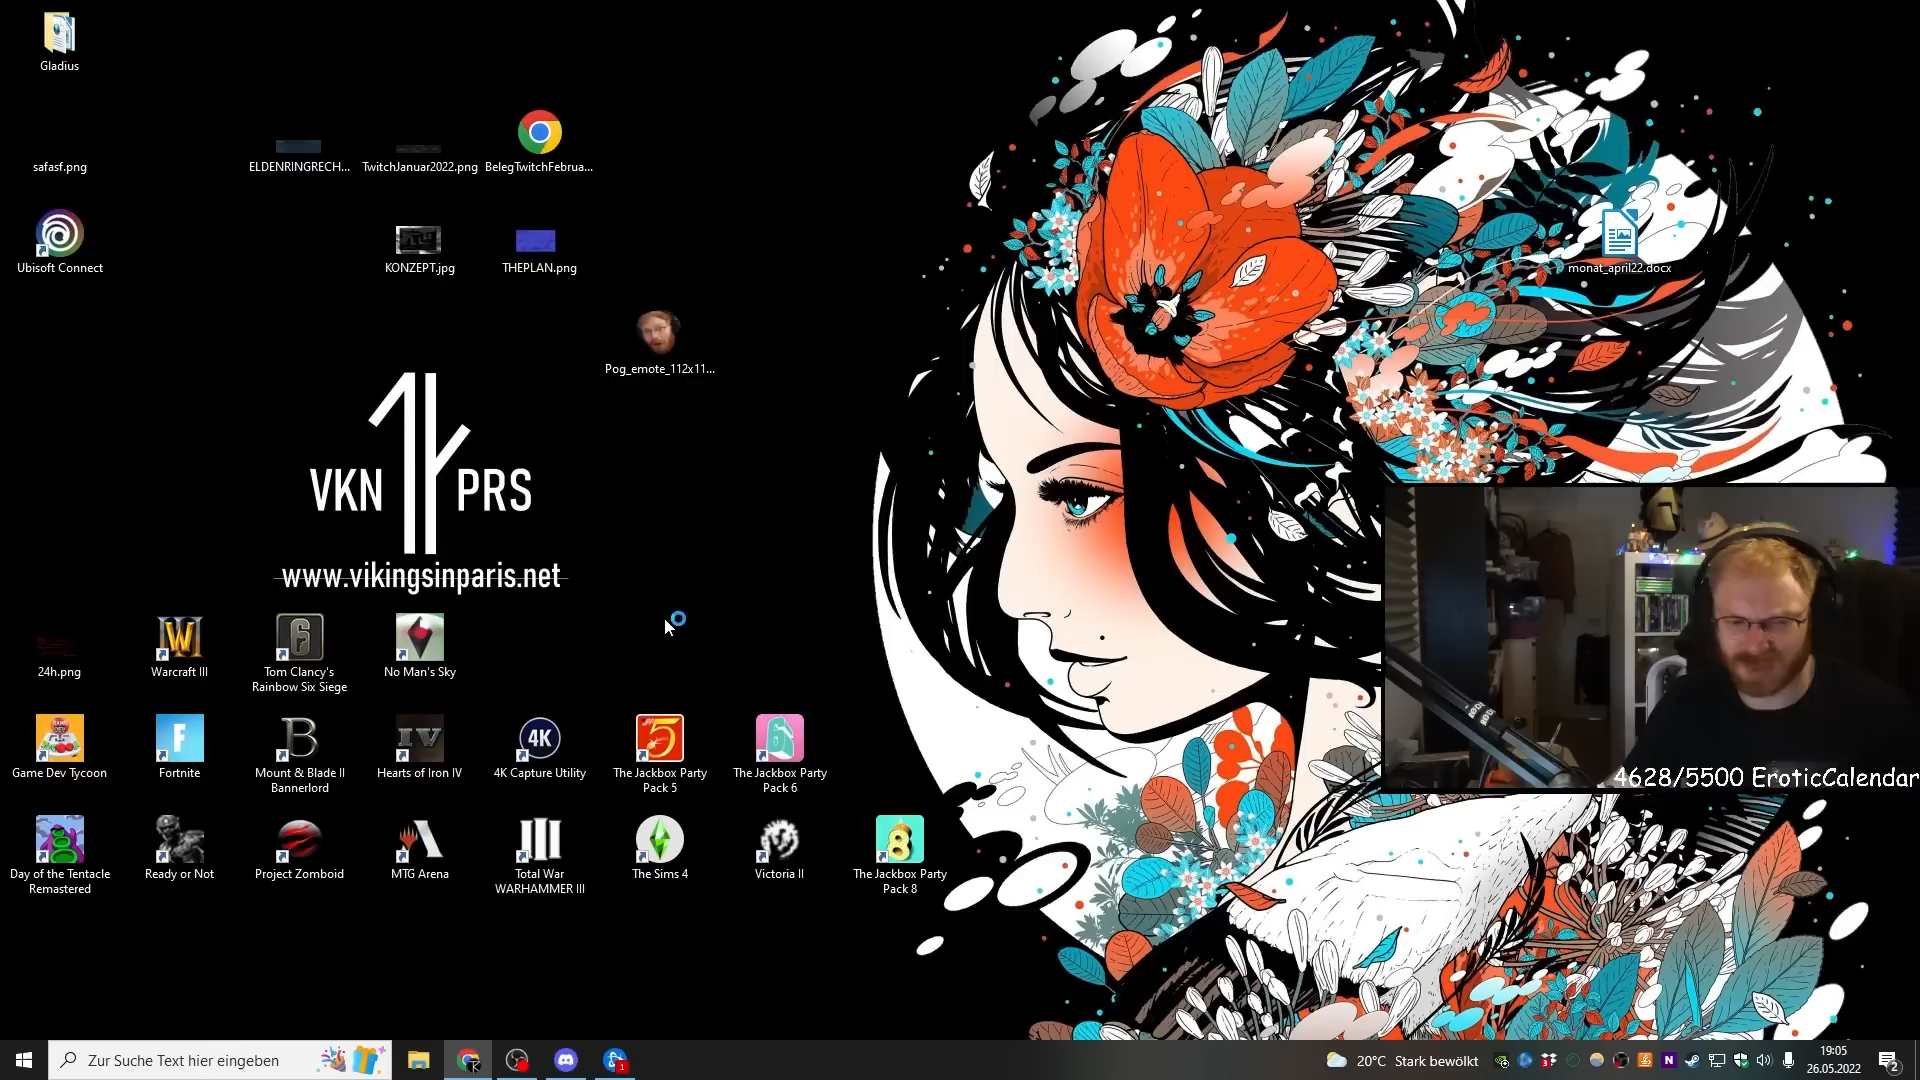 Gladius
safasf.png
ELDENRINGRECH...
TwitchJanuar2022.png
BelegTwitchFebrua...
Ubisoft Connect
KONZEPT.jpg
THEPLAN.png
monat_april22.docx
Pog_emote_112x11...
VKN PRS
www.vikingsinparis.net
24h.png
Warcraft III
Tom Clancy's
Rainbow Six Siege
No Man's Sky
Game Dev Tycoon
Fortnite
Mount & Blade II
Bannerlord
Hearts of Iron IV
4K
4K Capture Utility
The Jackbox Party
Pack 5
The Jackbox Party
Pack 6
4628/5500 EroticCalendar
Day of the Tentacle
Remastered
Ready or Not
Project Zomboid
MTG Arena
Total War
WARHAMMER III
The Sims 4
Victoria II
The Jackbox Party
Pack 8
Zur Suche Text hier eingeben
20°C Stark bewölkt
19:05
26.05.2022